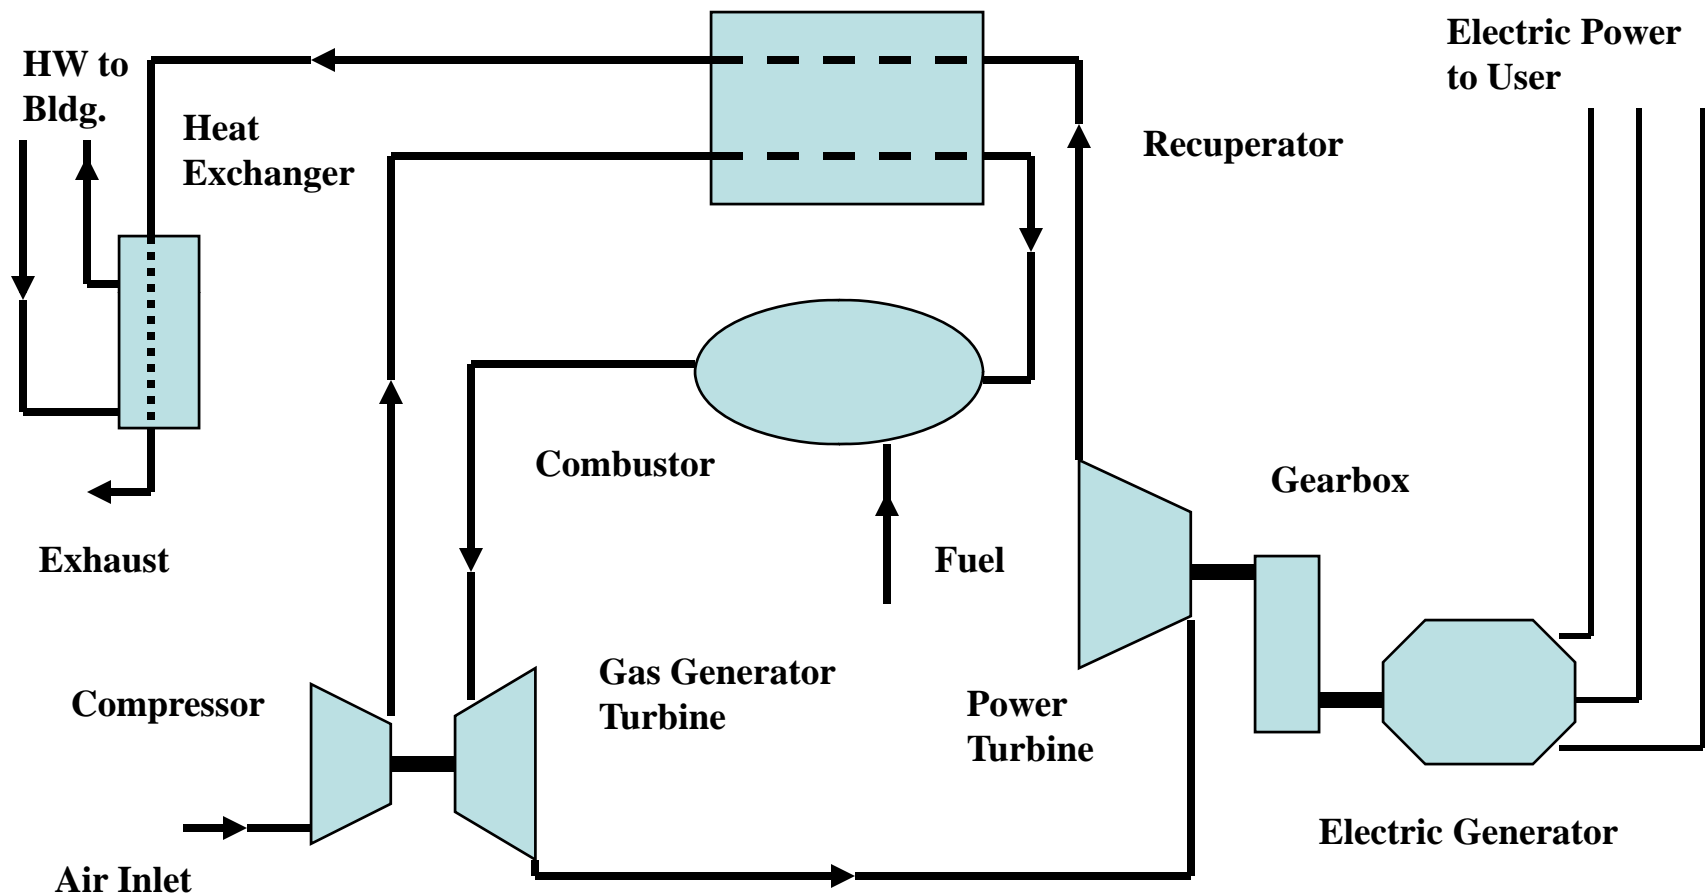 HW to
Bldg.
Heat
Exchanger
Electric Power
to User
Recuperator
Combustor
Gearbox
Exhaust
Fuel
Gas Generator
Turbine
Compressor
Power
Turbine
Electric Generator
Air Inlet